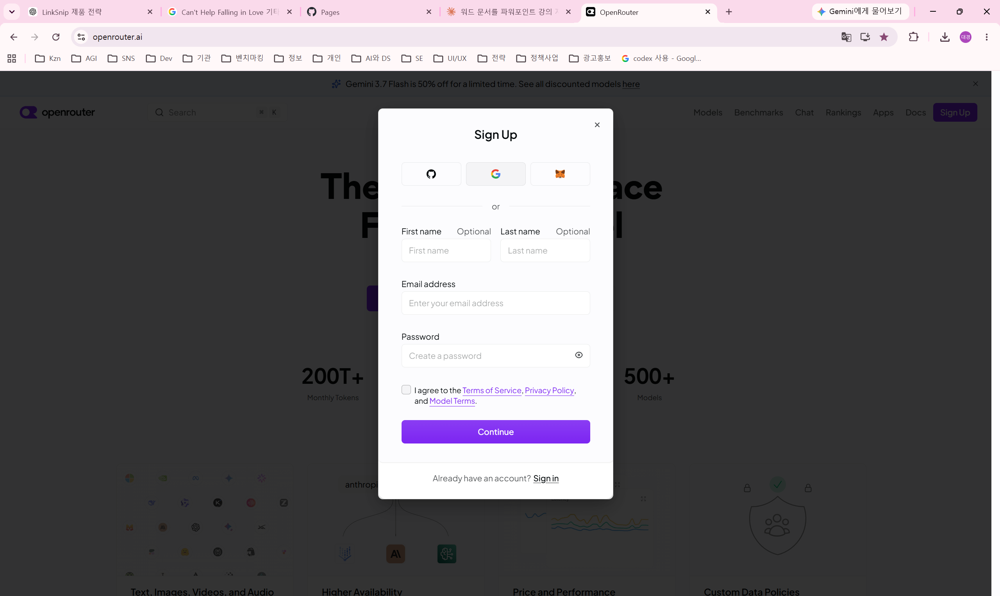 LinkSnip 제품 전략
Can't Help Falling in Love 기타
Pages
워드 문서를 파워포인트 강의
OpenRouter
Gemini에게 물어보기
openrouter.ai
대경
Kzn
AGI
SNS
Dev
기관
벤치마킹
정보
개인
AI와 DS
SE
UI/UX
전략
정책사업
광고홍보
codex 사용 - Googl...
Gemini 3.7 Flash is 50% off for a limited time. See all discounted models here
openrouter
Search
⌘ K
Models
Benchmarks
Chat
Rankings
Apps
Docs
Sign Up
Sign Up
The
ace
F
or
First name Optional
Last name Optional
First name
Last name
Email address
Enter your email address
Password
Create a password
200T+
Monthly Tokens
500+
Models
I agree to the Terms of Service, Privacy Policy,
and Model Terms.
Continue
Already have an account? Sign in
anthropi
Text, Images, Videos, and Audio
Higher Availability
Price and Performance
Custom Data Policies